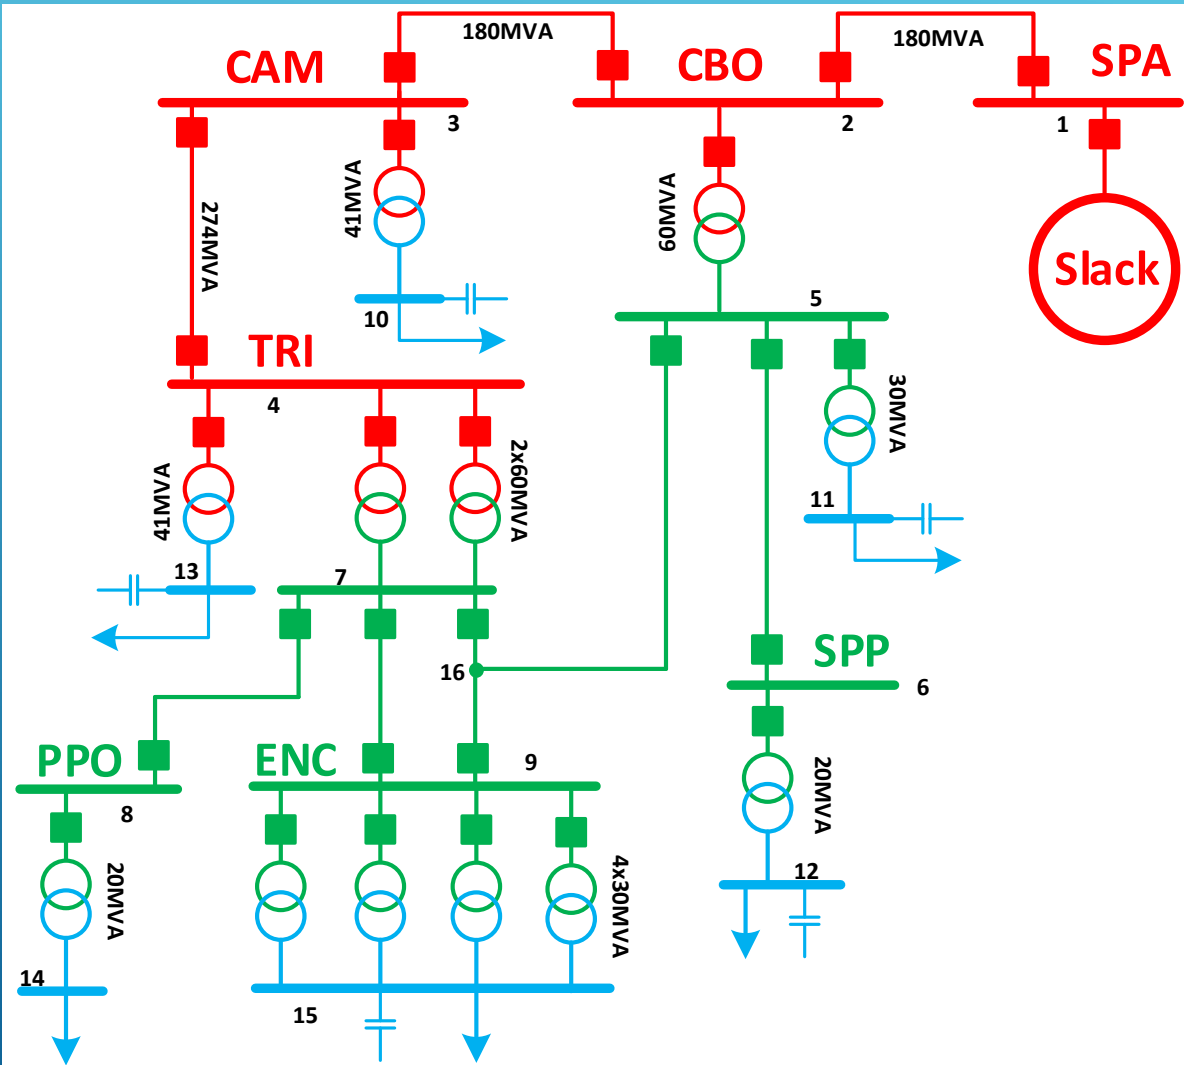 180MVA
180MVA
CAM
CBO
SPA
3
2
1
41MVA
60MVA
274MVA
Slack
5
10
TRI
4
30MVA
2x60MVA
41MVA
11
13
7
SPP
16
6
PPO
ENC
9
20MVA
8
20MVA
4x30MVA
12
14
15